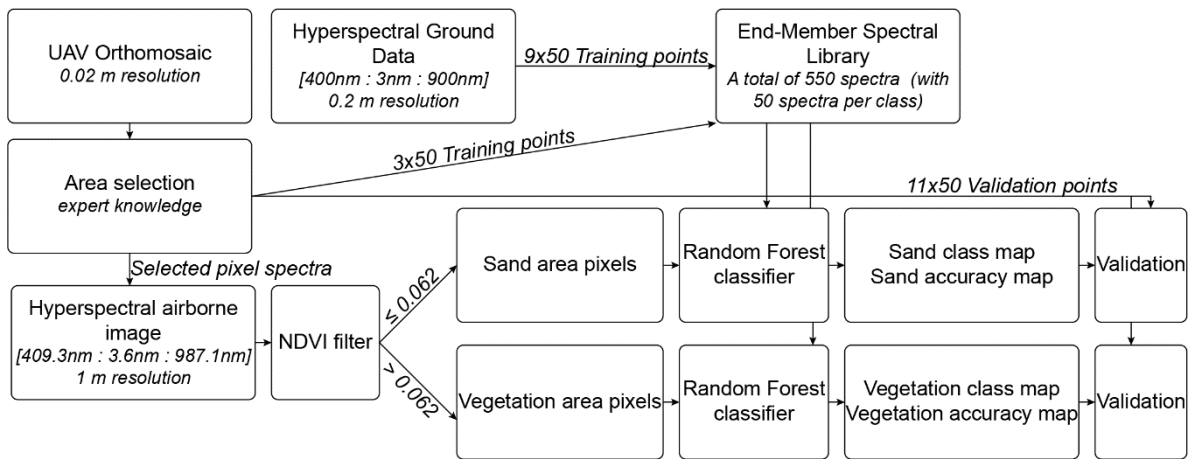 UAV Orthomosaic
0.02 m resolution
Hyperspectral Ground
Data
[400nm : 3nm : 900nm]
0.2 m resolution
9x50 Training points
End-Member Spectral
Library
A total of 550 spectra (with
50 spectra per class)
3x50 Training points
Area selection
expert knowledge
11x50 Validation points
Selected pixel spectra
Hyperspectral airborne
image
[409.3nm : 3.6nm : 987.1nm]
1 m resolution
NDVI filter
≤ 0.062
> 0.062
Sand area pixels
Random Forest
classifier
Sand class map
Sand accuracy map
Validation
Vegetation area pixels
Random Forest
classifier
Vegetation class map
Vegetation accuracy map
Validation